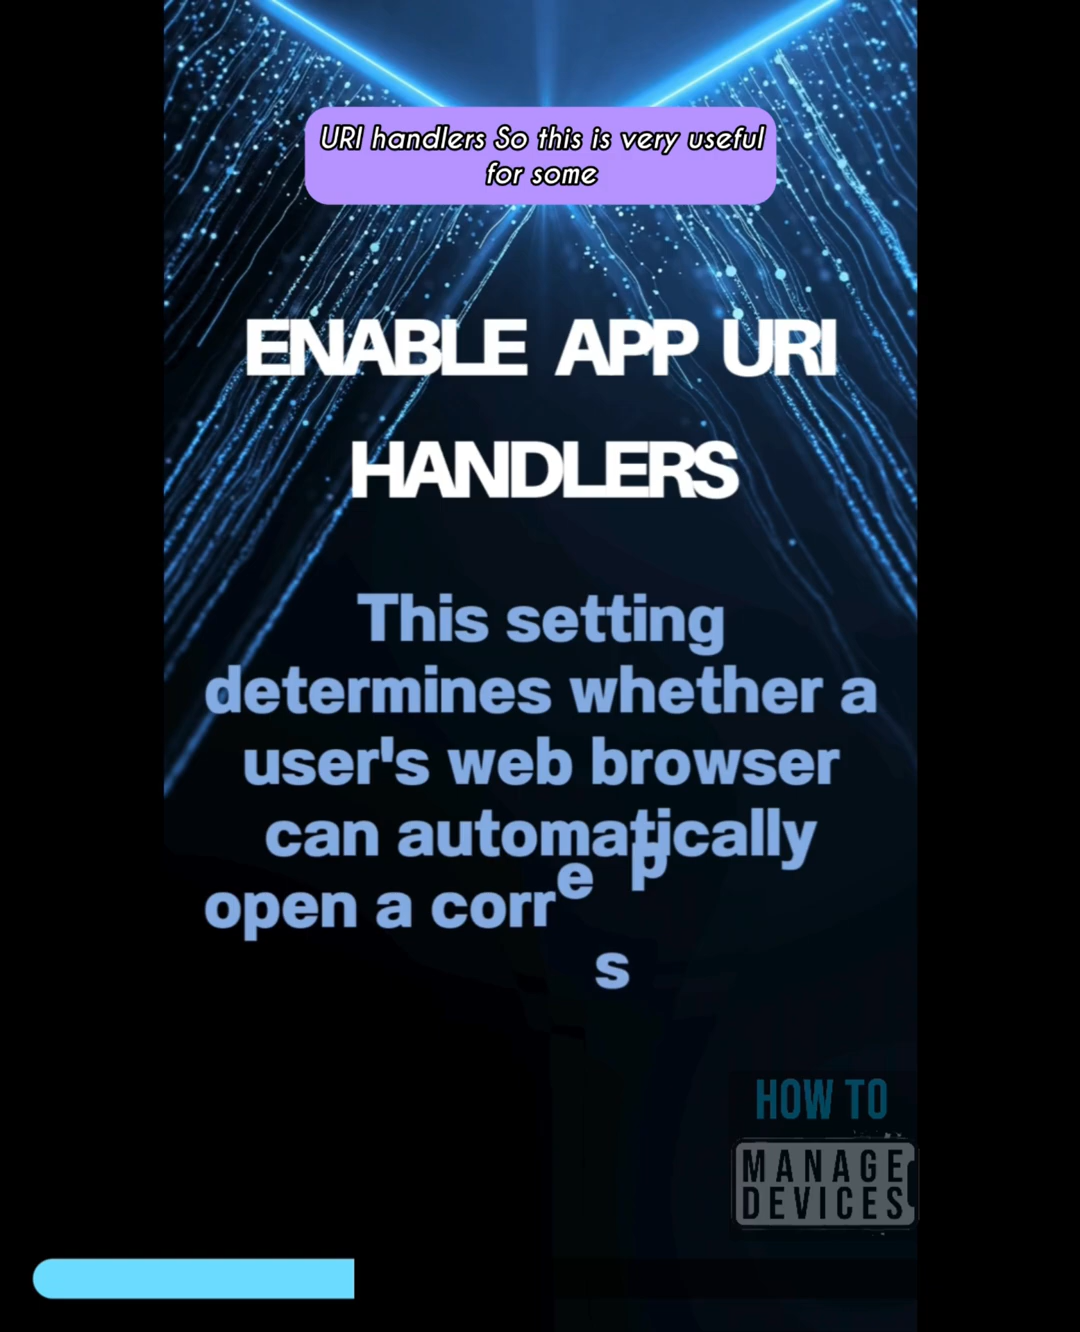 URI handlers So this is very useful
for some
ENABLE APP URI
HANDLERS
This setting
determines whether a
user's web browser
can automatically
open a corresp
HOW TO
MANAGE
DEVICES